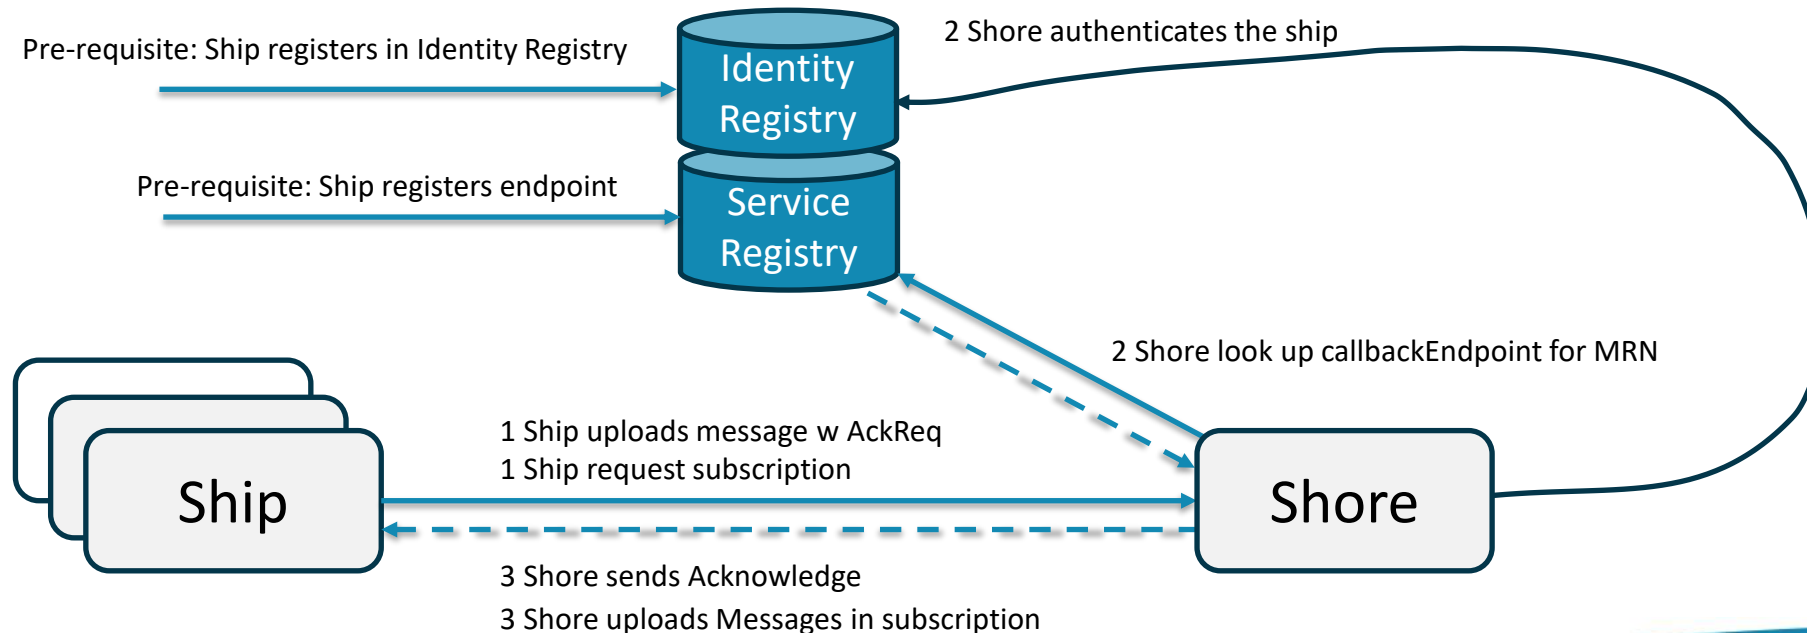 2 Shore authenticates the ship
Pre-requisite: Ship registers in Identity Registry
Identity
Registry
Pre-requisite: Ship registers endpoint
Service
Registry
2 Shore look up callbackEndpoint for MRN
1 Ship uploads message w AckReq
1 Ship request subscription
Ship
Shore
3 Shore sends Acknowledge
3 Shore uploads Messages in subscription